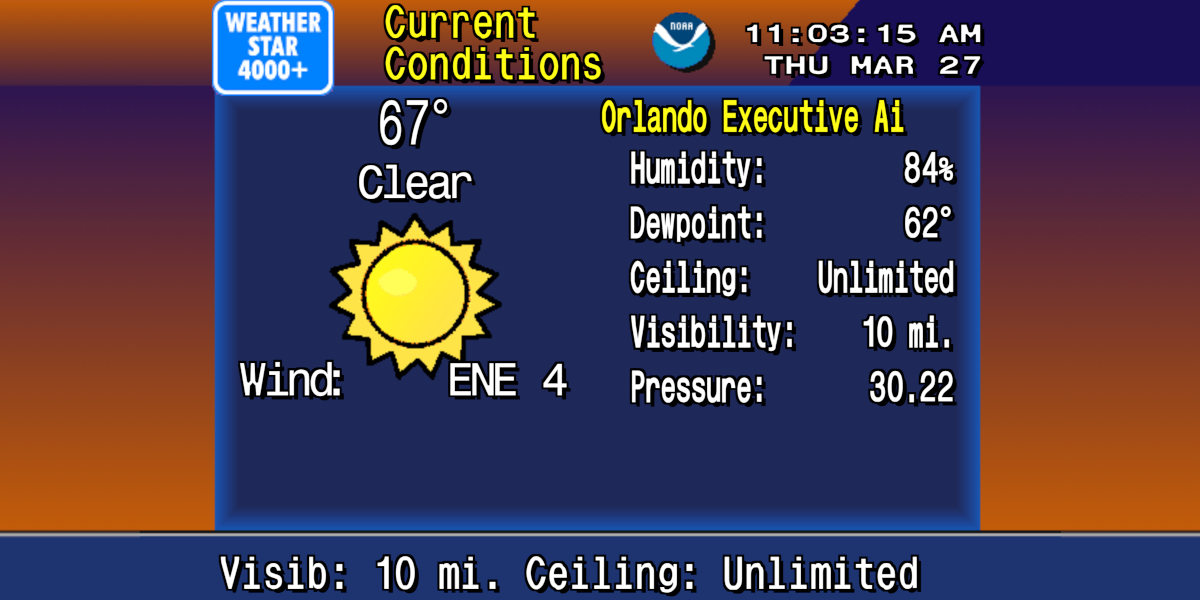 WEATHER
STAR
4000+
Current
Conditions
NOAA
11:03:15 AM
THU MAR 27
67°
Clear
Wind: ENE 4
Orlando Executive Ai
Humidity: 84%
Dewpoint: 62°
Ceiling: Unlimited
Visibility: 10 mi.
Pressure: 30.22
Visib: 10 mi. Ceiling: Unlimited